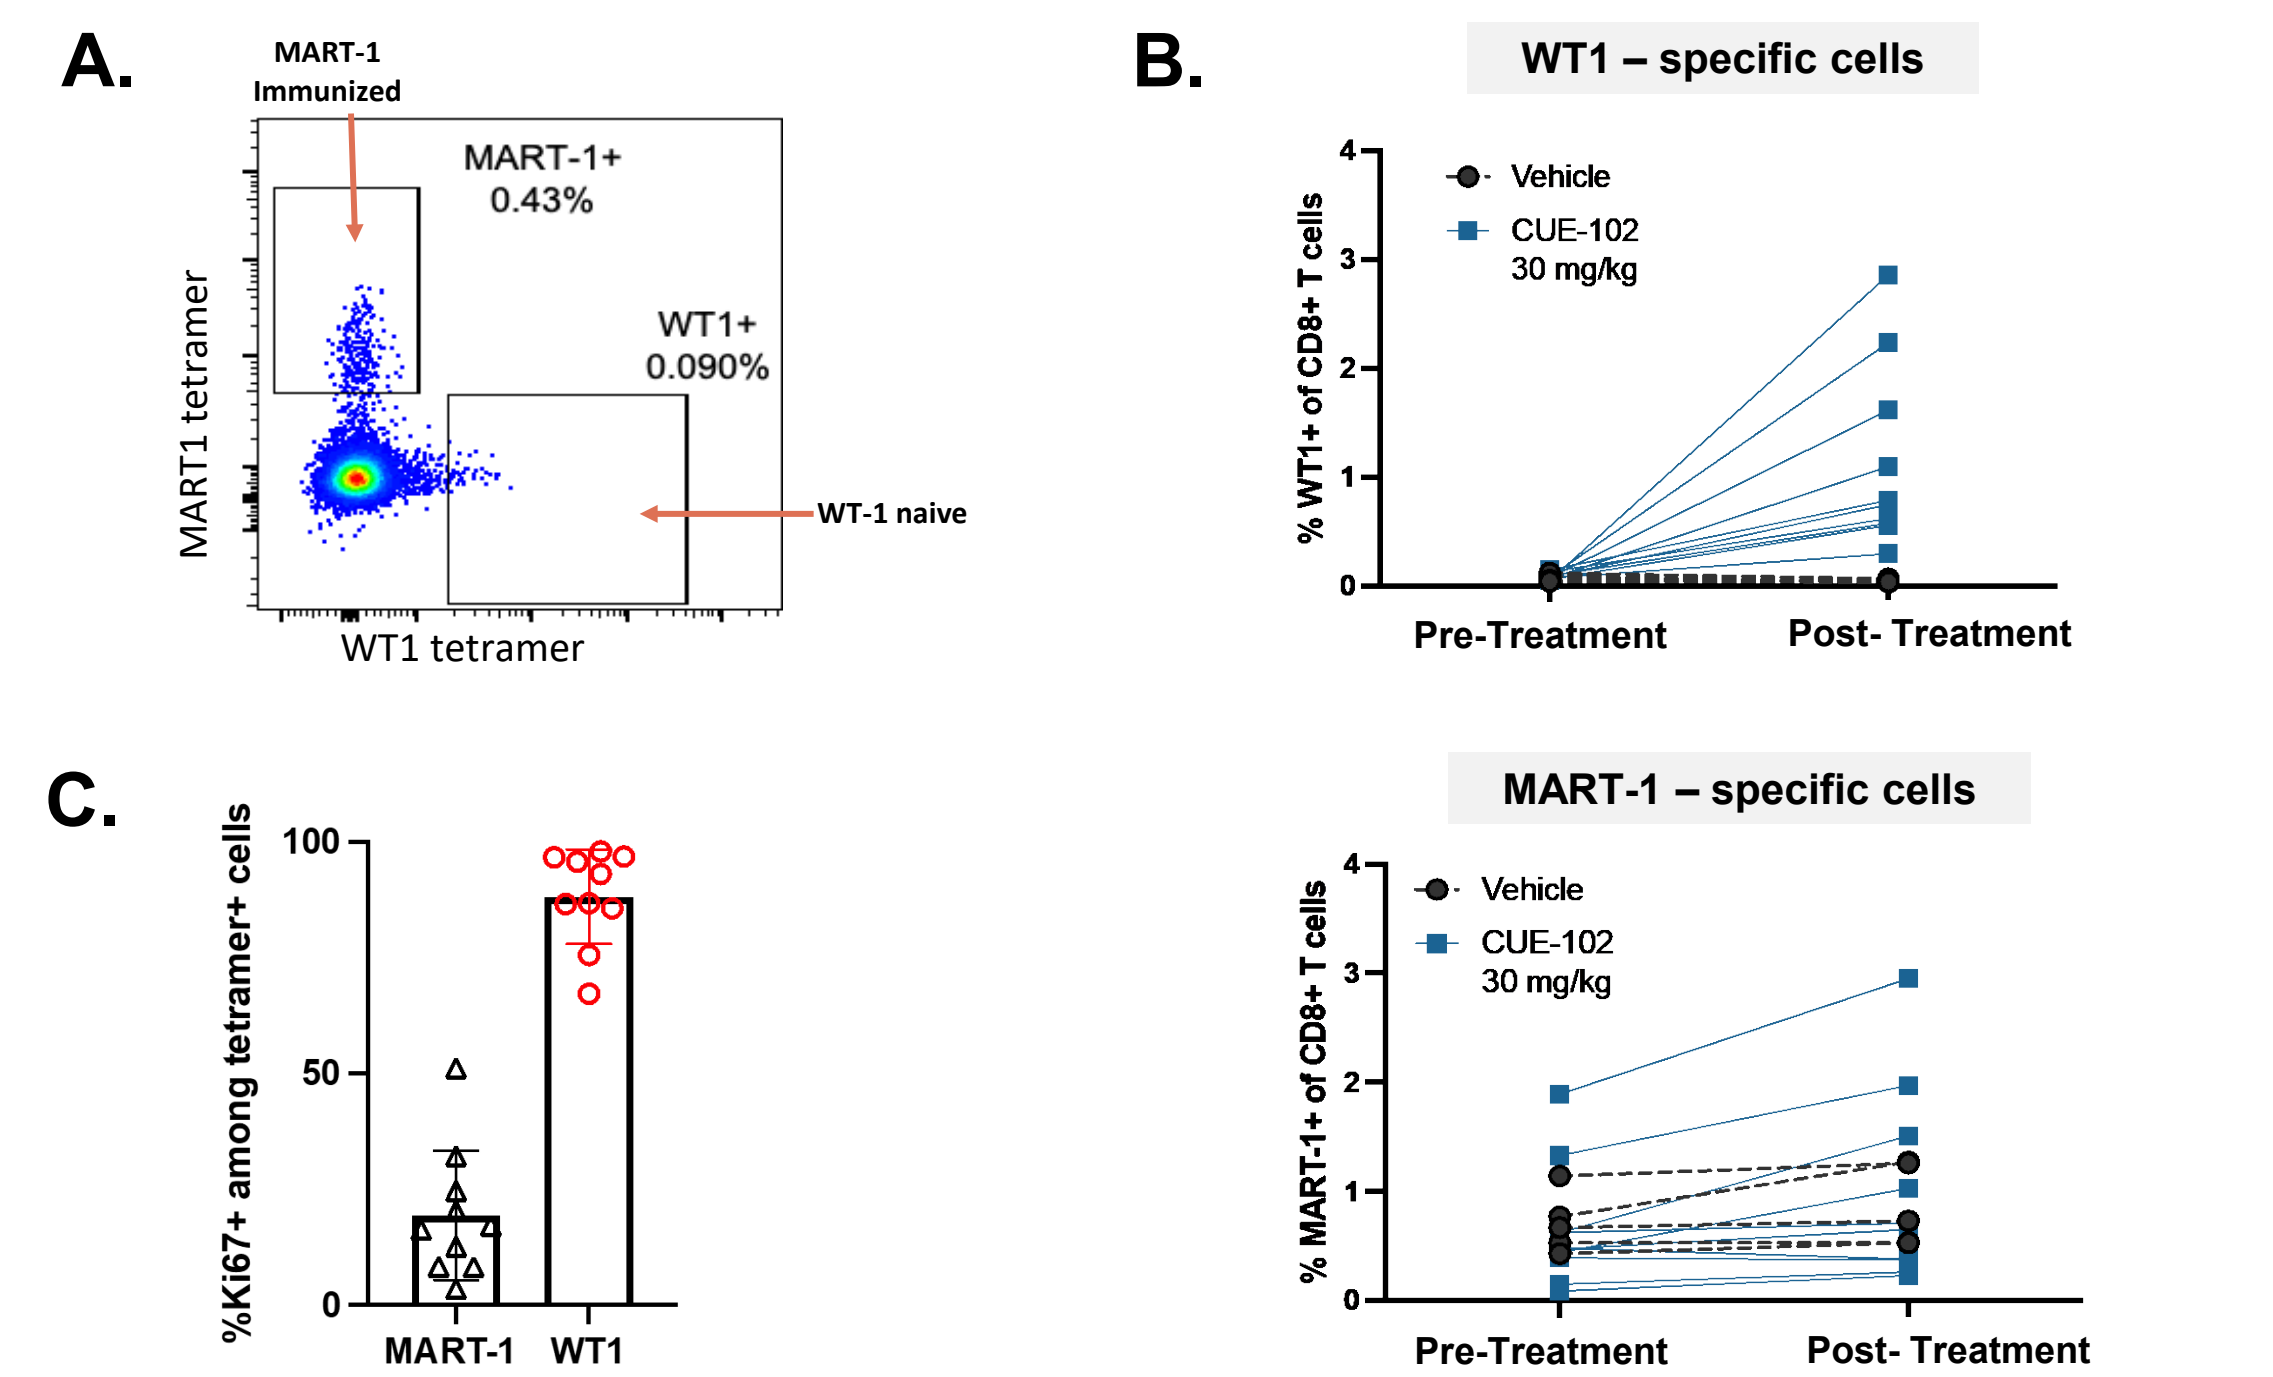 A.
MART-1
Immunized
MART-1+
0.43%
WT1+
0.090%
WT-1 naive
MART1 tetramer
WT1 tetramer
B.
WT1 – specific cells
% WT1+ of CD8+ T cells
4
3
2
1
0
Vehicle
CUE-102
30 mg/kg
Pre-Treatment
Post- Treatment
MART-1 – specific cells
% MART-1+ of CD8+ T cells
4
3
2
1
0
Vehicle
CUE-102
30 mg/kg
Pre-Treatment
Post- Treatment
C.
%Ki67+ among tetramer+ cells
100
50
0
MART-1
WT1